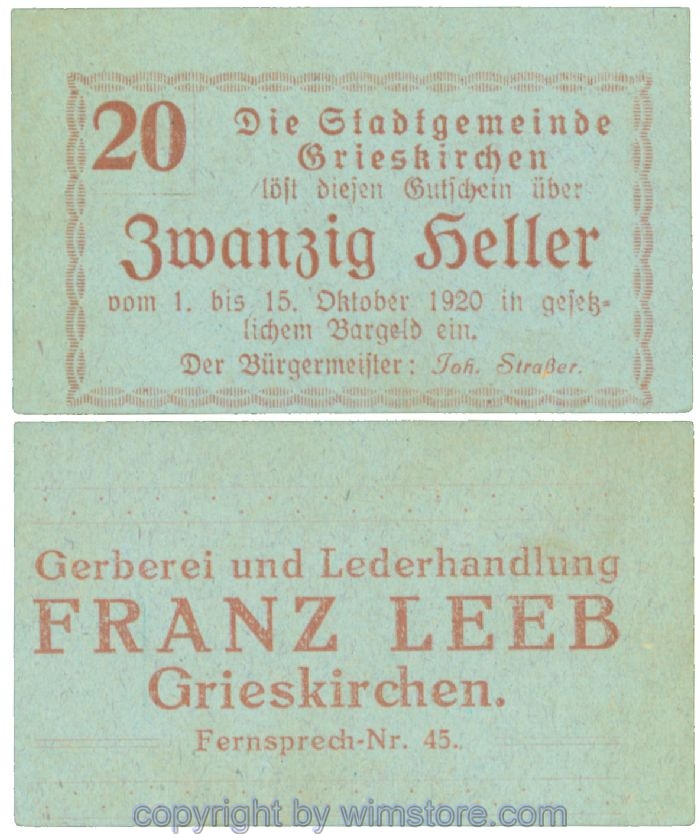 20
Die Stadtgemeinde
Grieskirchen
löst diesen Gutschein über
Zwanzig Heller
vom 1. bis 15. Oktober 1920 in gesetz-
lichem Bargeld ein.
Der Bürgermeister: Joh. Straßer.
Gerberei und Lederhandlung
FRANZ LEEB
Grieskirchen.
Fernsprech-Nr. 45.
copyright by wimstore.com